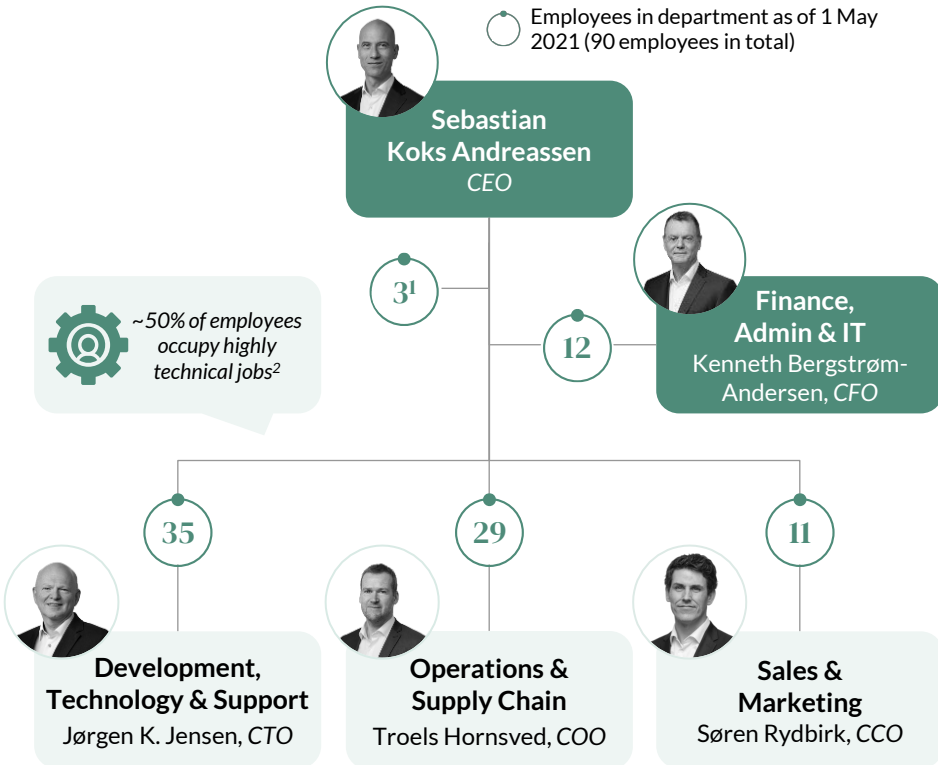 Employees in department as of 1 May
2021 (90 employees in total)
Sebastian
Koks Andreassen
CEO
3¹
12
Finance,
Admin & IT
Kenneth Bergstrøm-
Andersen, CFO
~50% of employees
occupy highly
technical jobs²
35
29
11
Development,
Technology & Support
Jørgen K. Jensen, CTO
Operations &
Supply Chain
Troels Hornsved, COO
Sales &
Marketing
Søren Rydbirk, CCO